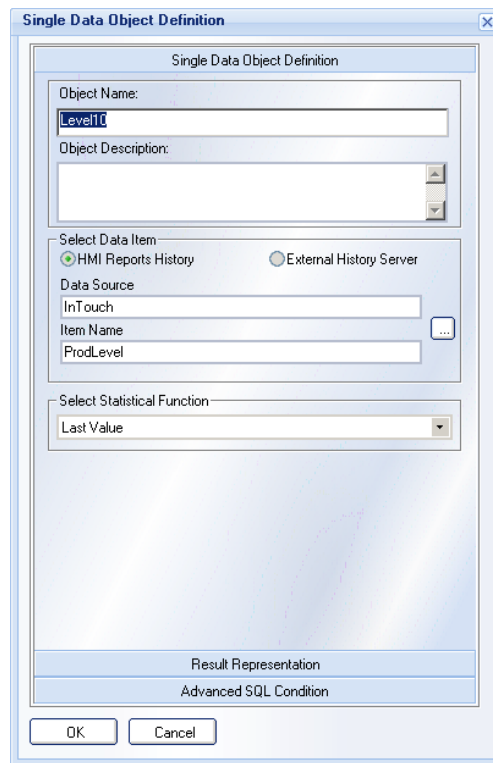 Single Data Object Definition
Single Data Object Definition
Object Name:
Level10
Object Description:
Select Data Item
HMI Reports History
External History Server
Data Source
InTouch
Item Name
...
ProdLevel
Select Statistical Function
Last Value
Result Representation
Advanced SQL Condition
OK
Cancel